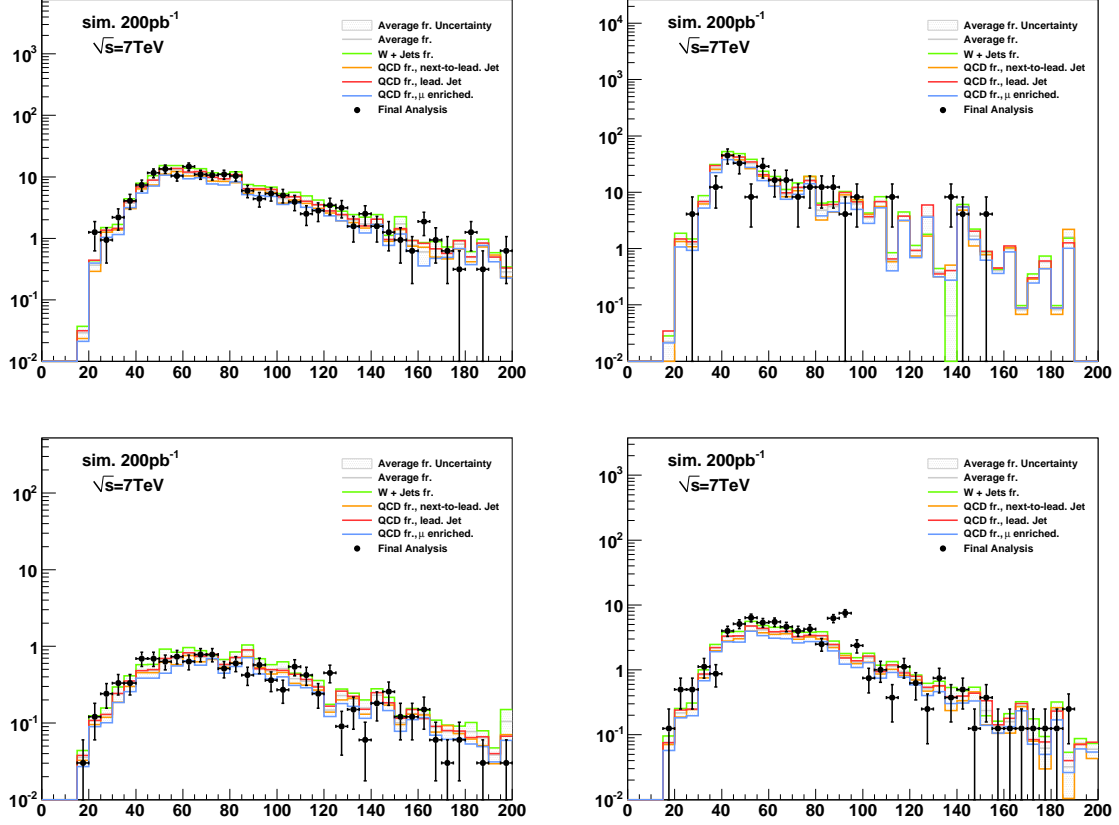 sim. 200pb⁻¹
√s=7TeV
Average fr. Uncertainty
Average fr.
W + Jets fr.
QCD fr., next-to-lead. Jet
QCD fr., lead. Jet
QCD fr., μ enriched.
Final Analysis
10³
10²
10
1
10⁻¹
10⁻²
0 20 40 60 80 100 120 140 160 180 200
sim. 200pb⁻¹
√s=7TeV
Average fr. Uncertainty
Average fr.
W + Jets fr.
QCD fr., next-to-lead. Jet
QCD fr., lead. Jet
QCD fr., μ enriched.
Final Analysis
10⁴
10³
10²
10
1
10⁻¹
10⁻²
0 20 40 60 80 100 120 140 160 180 200
sim. 200pb⁻¹
√s=7TeV
Average fr. Uncertainty
Average fr.
W + Jets fr.
QCD fr., next-to-lead. Jet
QCD fr., lead. Jet
QCD fr., μ enriched.
Final Analysis
10²
10
1
10⁻¹
10⁻²
0 20 40 60 80 100 120 140 160 180 200
sim. 200pb⁻¹
√s=7TeV
Average fr. Uncertainty
Average fr.
W + Jets fr.
QCD fr., next-to-lead. Jet
QCD fr., lead. Jet
QCD fr., μ enriched.
Final Analysis
10³
10²
10
1
10⁻¹
10⁻²
0 20 40 60 80 100 120 140 160 180 200